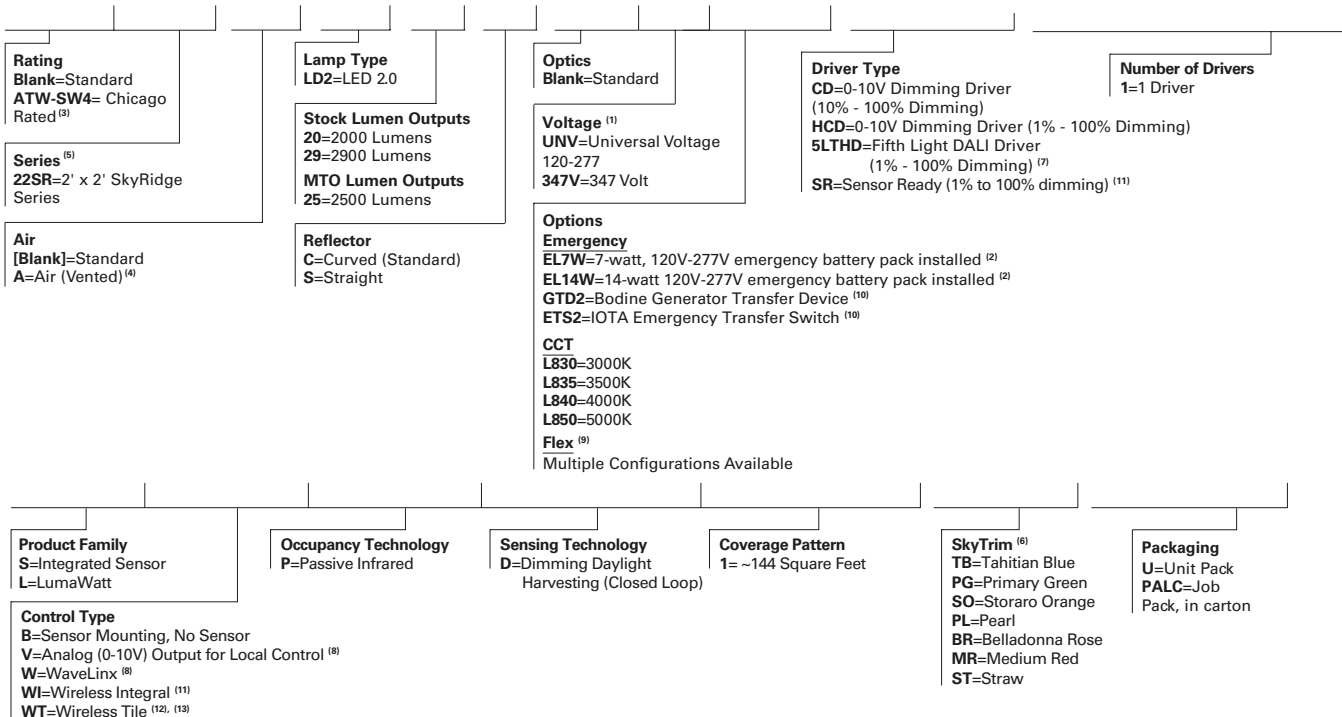 Rating
Blank=Standard
ATW-SW4= Chicago
Rated (3)
Series (5)
22SR=2' x 2' SkyRidge
Series
Air
[Blank]=Standard
A=Air (Vented) (4)
Lamp Type
LD2=LED 2.0
Stock Lumen Outputs
20=2000 Lumens
29=2900 Lumens
MTO Lumen Outputs
25=2500 Lumens
Reflector
C=Curved (Standard)
S=Straight
Optics
Blank=Standard
Voltage (1)
UNV=Universal Voltage
120-277
347V=347 Volt
Options
Emergency
EL7W=7-watt, 120V-277V emergency battery pack installed (2)
EL14W=14-watt 120V-277V emergency battery pack installed (2)
GTD2=Bodine Generator Transfer Device (10)
ETS2=IOTA Emergency Transfer Switch (10)
CCT
L830=3000K
L835=3500K
L840=4000K
L850=5000K
Flex (9)
Multiple Configurations Available
Driver Type
CD=0-10V Dimming Driver
(10% - 100% Dimming)
HCD=0-10V Dimming Driver (1% - 100% Dimming)
5LTHD=Fifth Light DALI Driver
(1% - 100% Dimming) (7)
SR=Sensor Ready (1% to 100% dimming) (11)
Number of Drivers
1=1 Driver
Product Family
S=Integrated Sensor
L=LumaWatt
Control Type
B=Sensor Mounting, No Sensor
V=Analog (0-10V) Output for Local Control (8)
W=WaveLinx (8)
WI=Wireless Integral (11)
WT=Wireless Tile (12), (13)
Occupancy Technology
P=Passive Infrared
Sensing Technology
D=Dimming Daylight
Harvesting (Closed Loop)
Coverage Pattern
1= ~144 Square Feet
SkyTrim (6)
TB=Tahitian Blue
PG=Primary Green
SO=Storaro Orange
PL=Pearl
BR=Belladonna Rose
MR=Medium Red
ST=Straw
Packaging
U=Unit Pack
PALC=Job
Pack, in carton